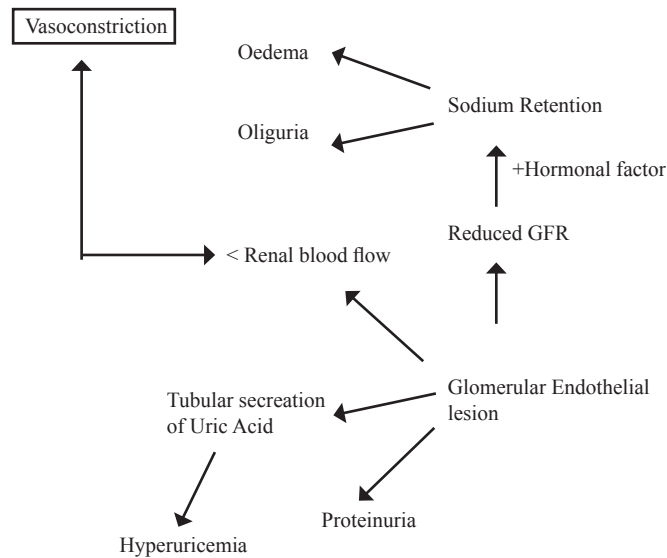 Vasoconstriction
Oedema
Sodium Retention
Oliguria
+Hormonal factor
Reduced GFR
< Renal blood flow
Glomerular Endothelial
lesion
Tubular secretion
of Uric Acid
Proteinuria
Hyperuricemia